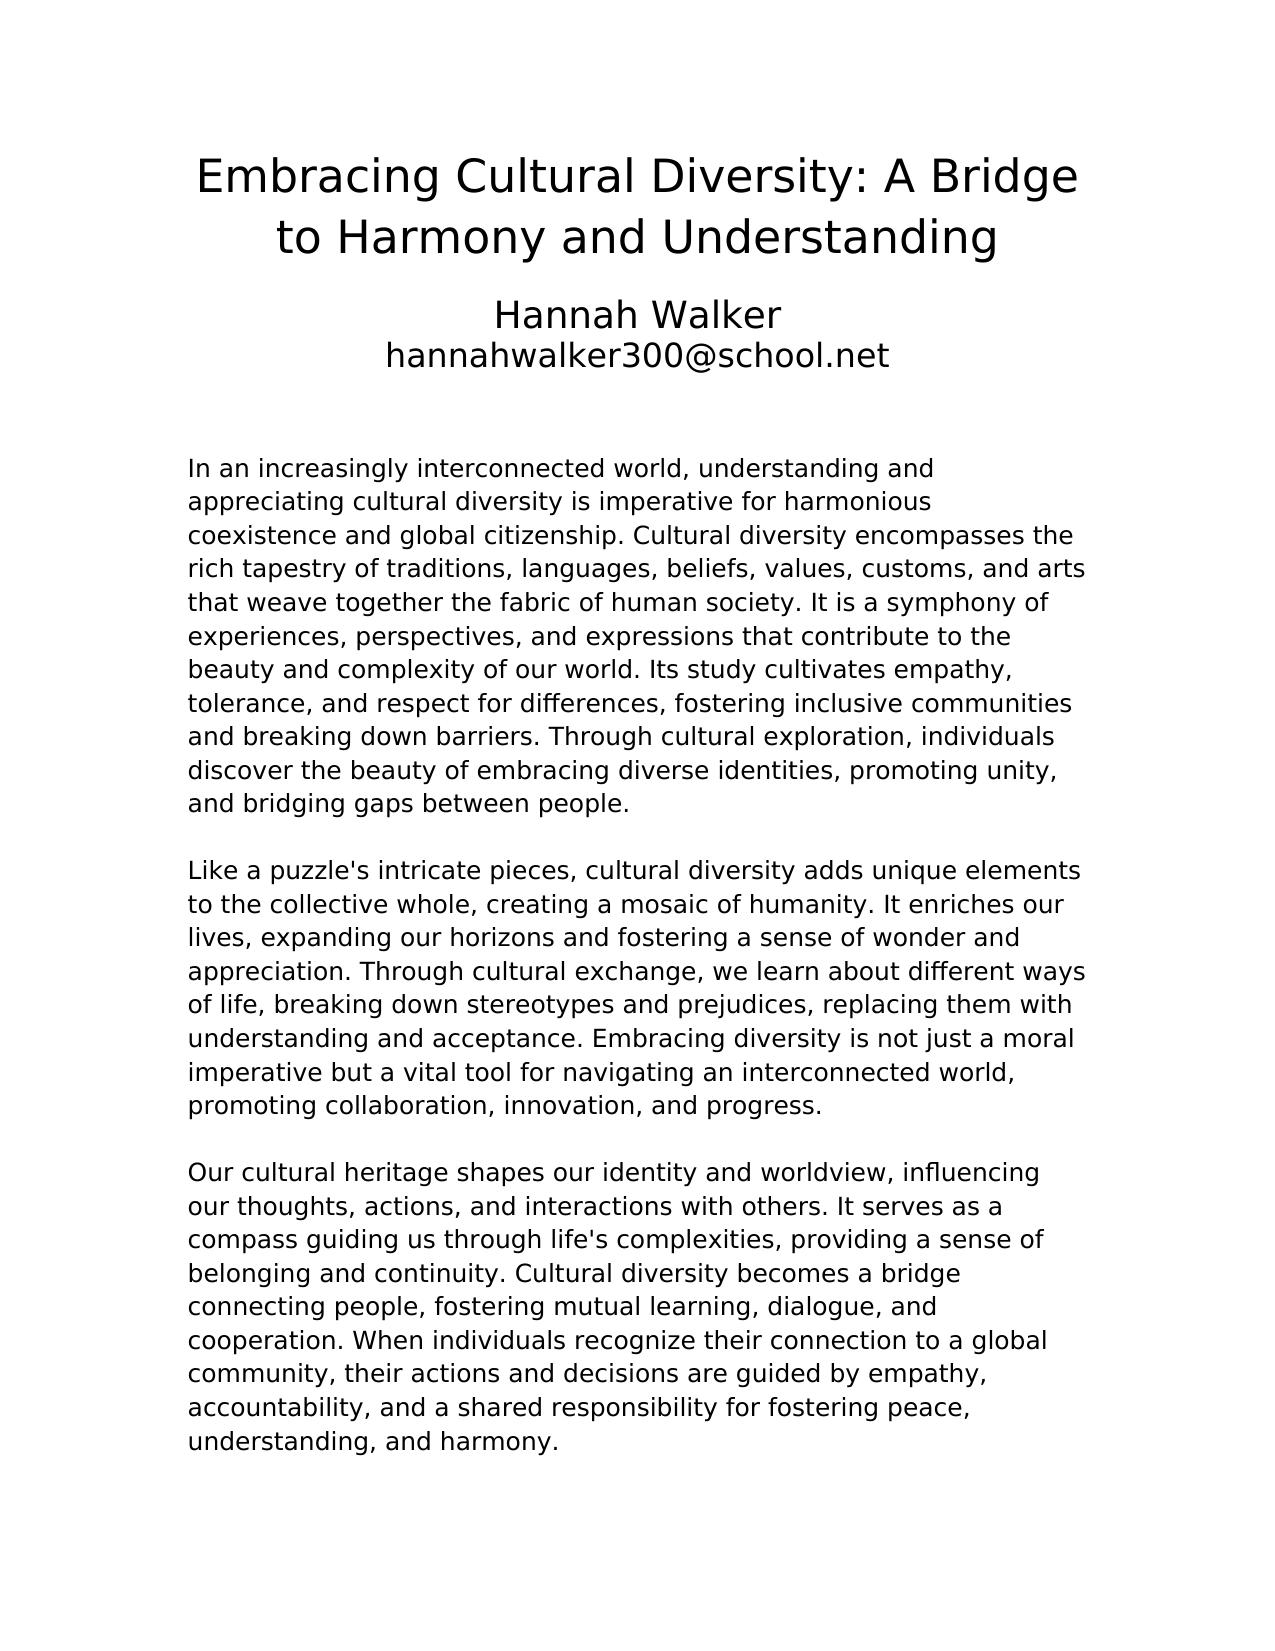 Embracing Cultural Diversity: A Bridge
to Harmony and Understanding
Hannah Walker
hannahwalker300@school.net
In an increasingly interconnected world, understanding and
appreciating cultural diversity is imperative for harmonious
coexistence and global citizenship. Cultural diversity encompasses the
rich tapestry of traditions, languages, beliefs, values, customs, and arts
that weave together the fabric of human society. It is a symphony of
experiences, perspectives, and expressions that contribute to the
beauty and complexity of our world. Its study cultivates empathy,
tolerance, and respect for differences, fostering inclusive communities
and breaking down barriers. Through cultural exploration, individuals
discover the beauty of embracing diverse identities, promoting unity,
and bridging gaps between people.
Like a puzzle's intricate pieces, cultural diversity adds unique elements
to the collective whole, creating a mosaic of humanity. It enriches our
lives, expanding our horizons and fostering a sense of wonder and
appreciation. Through cultural exchange, we learn about different ways
of life, breaking down stereotypes and prejudices, replacing them with
understanding and acceptance. Embracing diversity is not just a moral
imperative but a vital tool for navigating an interconnected world,
promoting collaboration, innovation, and progress.
Our cultural heritage shapes our identity and worldview, influencing
our thoughts, actions, and interactions with others. It serves as a
compass guiding us through life's complexities, providing a sense of
belonging and continuity. Cultural diversity becomes a bridge
connecting people, fostering mutual learning, dialogue, and
cooperation. When individuals recognize their connection to a global
community, their actions and decisions are guided by empathy,
accountability, and a shared responsibility for fostering peace,
understanding, and harmony.